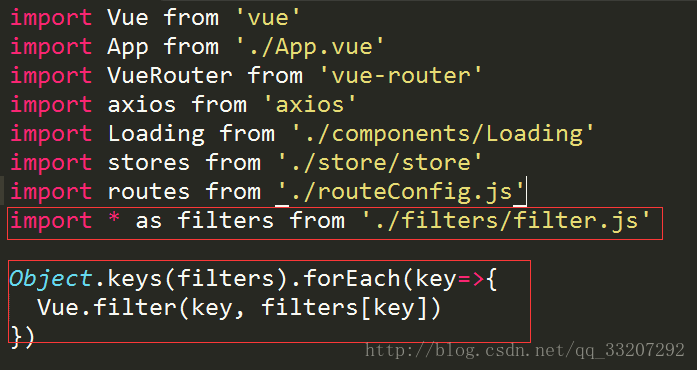 import Vue from 'vue'
import App from './App.vue'
import VueRouter from 'vue-router'
import axios from 'axios'
import Loading from './components/Loading'
import stores from './store/store'
import routes from './routeConfig.js'
import * as filters from './filters/filter.js'
Object.keys(filters).forEach(key=>{
  Vue.filter(key, filters[key])
})
http://blog.csdn.net/qq_33207292